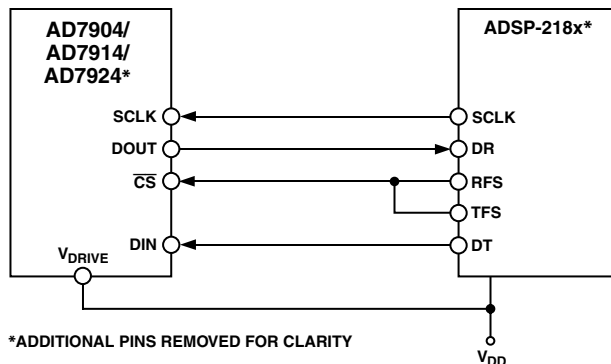 AD7904/
AD7914/
AD7924*
ADSP-218x*
SCLK
SCLK
DOUT
DR
CS
RFS
TFS
DIN
DT
VDRIVE
*ADDITIONAL PINS REMOVED FOR CLARITY
VDD